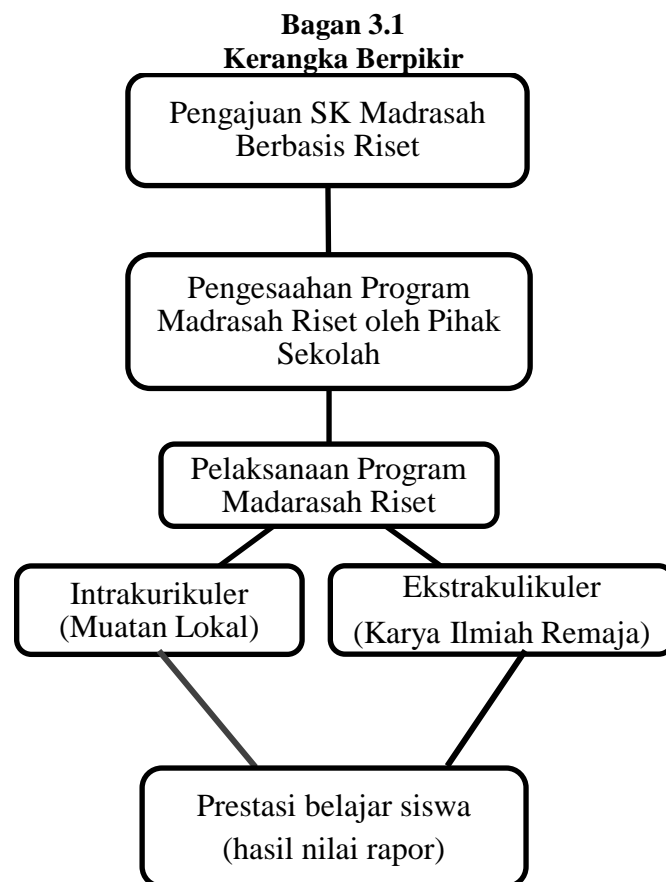 Bagan 3.1
Kerangka Berpikir
Pengajuan SK Madrasah
Berbasis Riset
Pengesaahan Program
Madrasah Riset oleh Pihak
Sekolah
Pelaksanaan Program
Madarasah Riset
Intrakurikuler
(Muatan Lokal)
Ekstrakulikuler
(Karya Ilmiah Remaja)
Prestasi belajar siswa
(hasil nilai rapor)